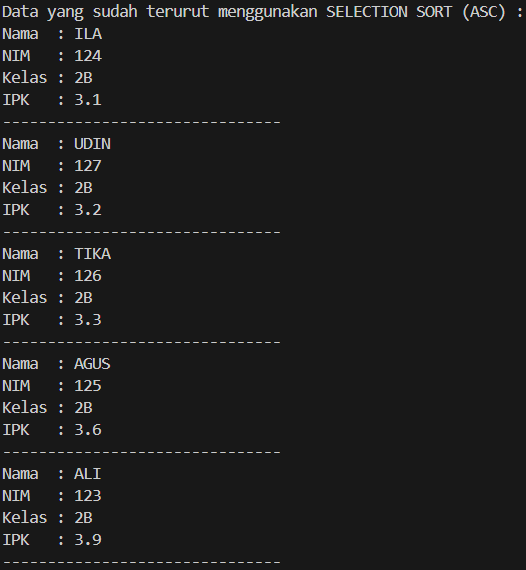 Data yang sudah terurut menggunakan SELECTION SORT (ASC) :
Nama  : ILA
NIM   : 124
Kelas : 2B
IPK   : 3.1
-------------------------------
Nama  : UDIN
NIM   : 127
Kelas : 2B
IPK   : 3.2
-------------------------------
Nama  : TIKA
NIM   : 126
Kelas : 2B
IPK   : 3.3
-------------------------------
Nama  : AGUS
NIM   : 125
Kelas : 2B
IPK   : 3.6
-------------------------------
Nama  : ALI
NIM   : 123
Kelas : 2B
IPK   : 3.9
-------------------------------